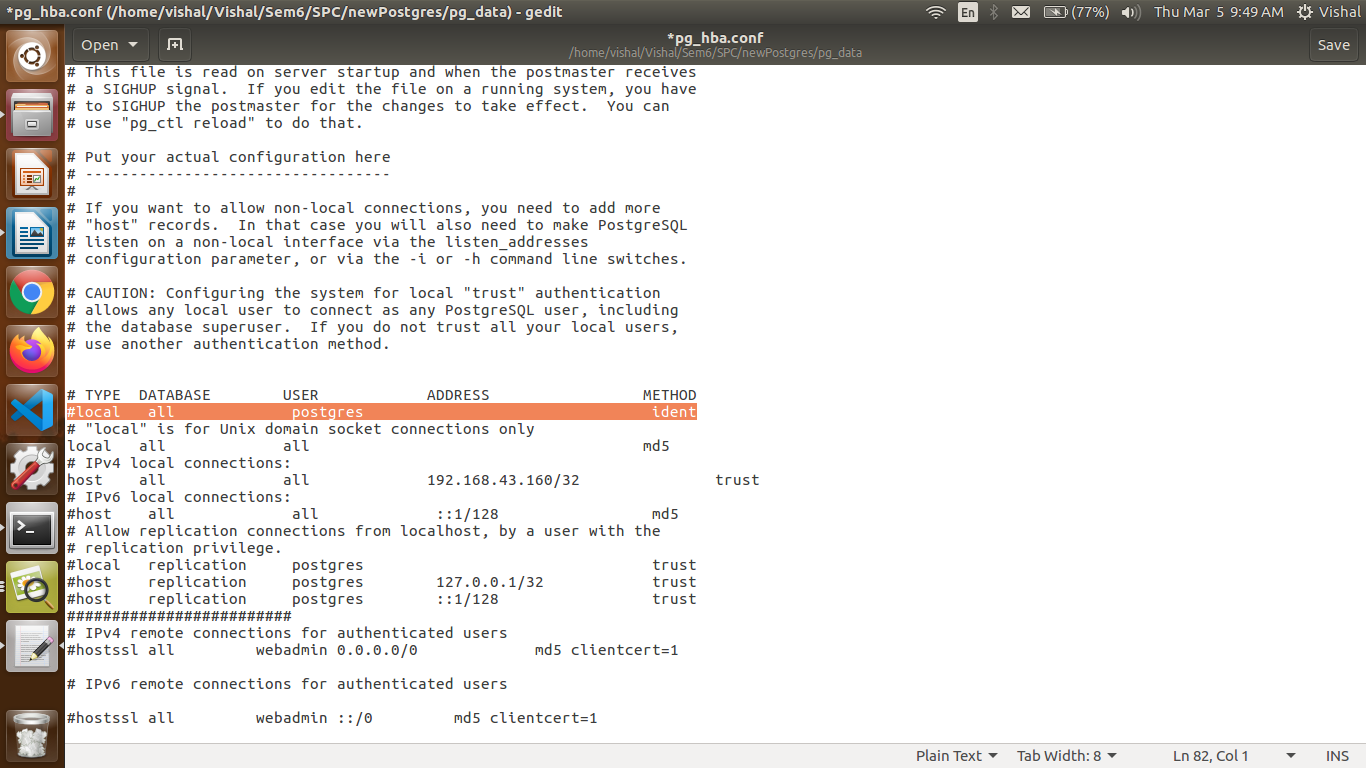 *pg_hba.conf (/home/vishal/Vishal/Sem6/SPC/newPostgres/pg_data) - gedit En (77%) Thu Mar 5 9:49 AM Vishal
Open *pg_hba.conf Save
/home/vishal/Vishal/Sem6/SPC/newPostgres/pg_data
# This file is read on server startup and when the postmaster receives
# a SIGHUP signal.  If you edit the file on a running system, you have
# to SIGHUP the postmaster for the changes to take effect.  You can
# use "pg_ctl reload" to do that.

# Put your actual configuration here
# ----------------------------------
#
# If you want to allow non-local connections, you need to add more
# "host" records.  In that case you will also need to make PostgreSQL
# listen on a non-local interface via the listen_addresses
# configuration parameter, or via the -i or -h command line switches.

# CAUTION: Configuring the system for local "trust" authentication
# allows any local user to connect as any PostgreSQL user, including
# the database superuser.  If you do not trust all your local users,
# use another authentication method.

# TYPE  DATABASE        USER            ADDRESS                 METHOD
#local   all             postgres                                ident
# "local" is for Unix domain socket connections only
local   all             all                                     md5
# IPv4 local connections:
host    all             all             192.168.43.160/32               trust
# IPv6 local connections:
#host    all             all             ::1/128                 md5
# Allow replication connections from localhost, by a user with the
# replication privilege.
#local   replication     postgres                                trust
#host    replication     postgres        127.0.0.1/32            trust
#host    replication     postgres        ::1/128                 trust
#########################
# IPv4 remote connections for authenticated users
#hostssl all         webadmin 0.0.0.0/0             md5 clientcert=1

# IPv6 remote connections for authenticated users

#hostssl all         webadmin ::/0         md5 clientcert=1
Plain Text Tab Width: 8 Ln 82, Col 1 INS